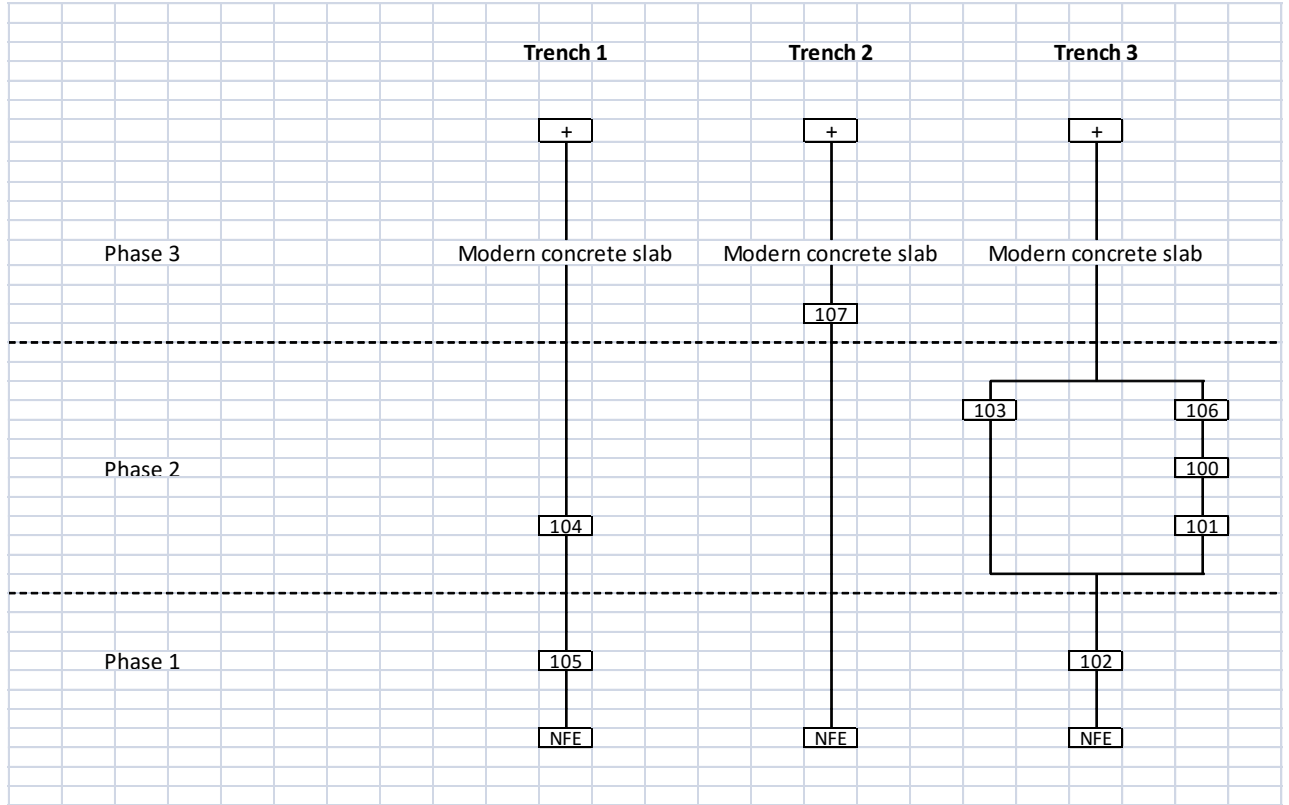 Trench 1 Trench 2 Trench 3
+ + +
Phase 3 Modern concrete slab Modern concrete slab Modern concrete slab
107
103 106
Phase 2 100
104 101
Phase 1 105 102
NFE NFE NFE